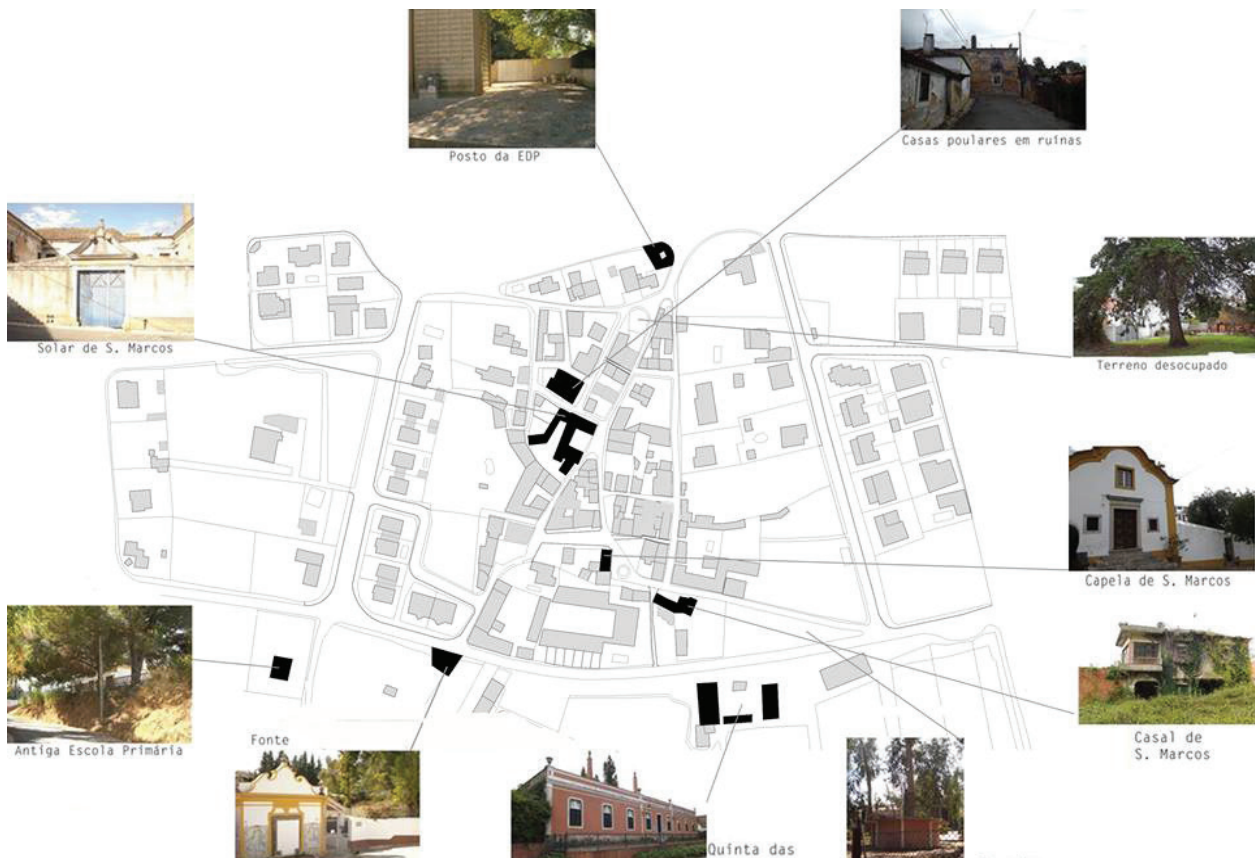 Posto da EDP
Casas poulares em ruínas
Solar de S. Marcos
Terreno desocupado
Capela de S. Marcos
Antiga Escola Primária
Fonte
Casal de
S. Marcos
Quinta das